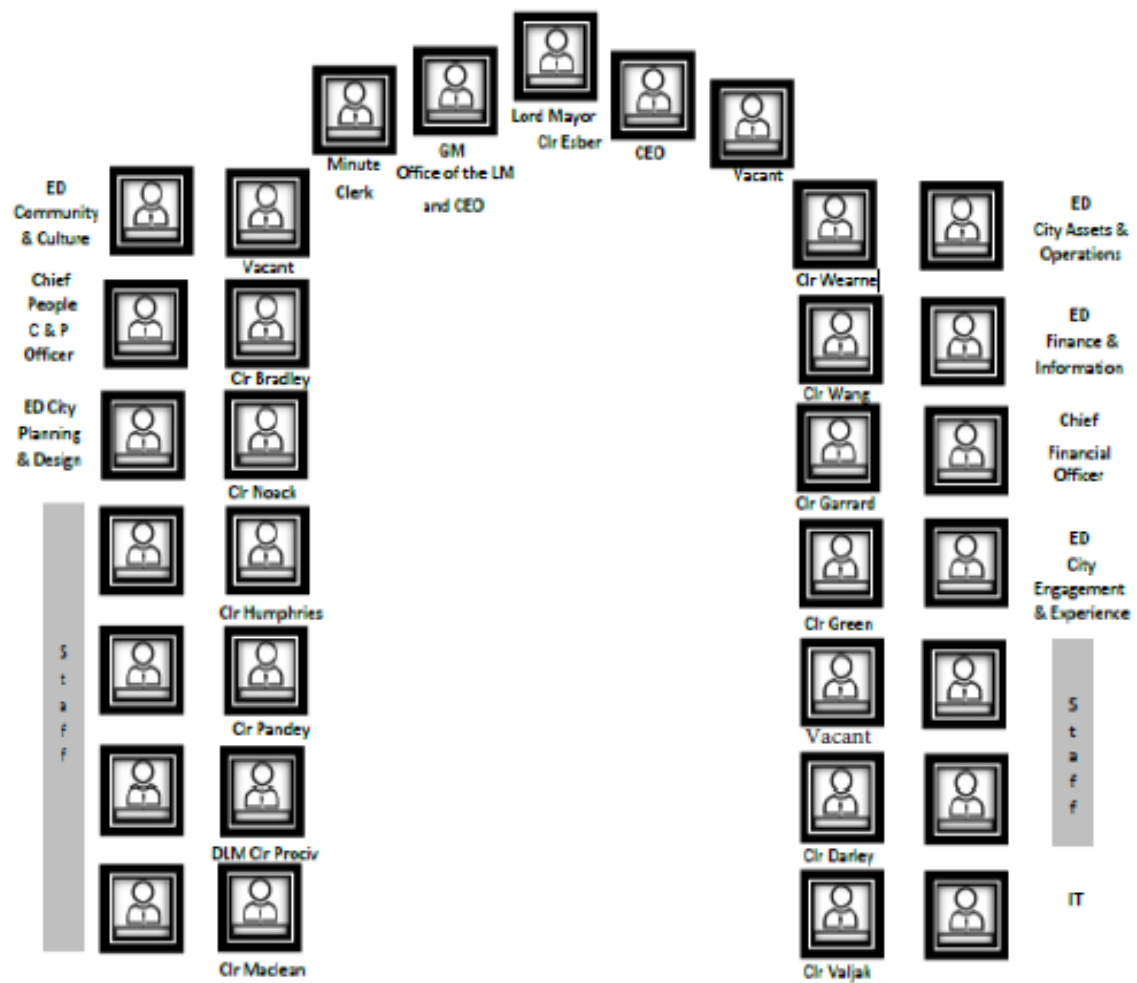 Lord Mayor
Clr Esber
GM
Office of the LM
and CEO
CEO
Minute
Clerk
Vacant
ED
Community
& Culture
Vacant
Chief
People
C & P
Officer
Clr Bradley
ED City
Planning
& Design
Clr Noack
Clr Humphries
S
t
a
f
f
Clr Pandey
DLM Clr Prociv
Clr Maclean
Clr Wearne
ED
City Assets &
Operations
Clr Wang
ED
Finance &
Information
Clr Garrard
Chief
Financial
Officer
Clr Green
ED
City
Engagement
& Experience
Vacant
S
t
a
f
f
Clr Darley
IT
Clr Valjak